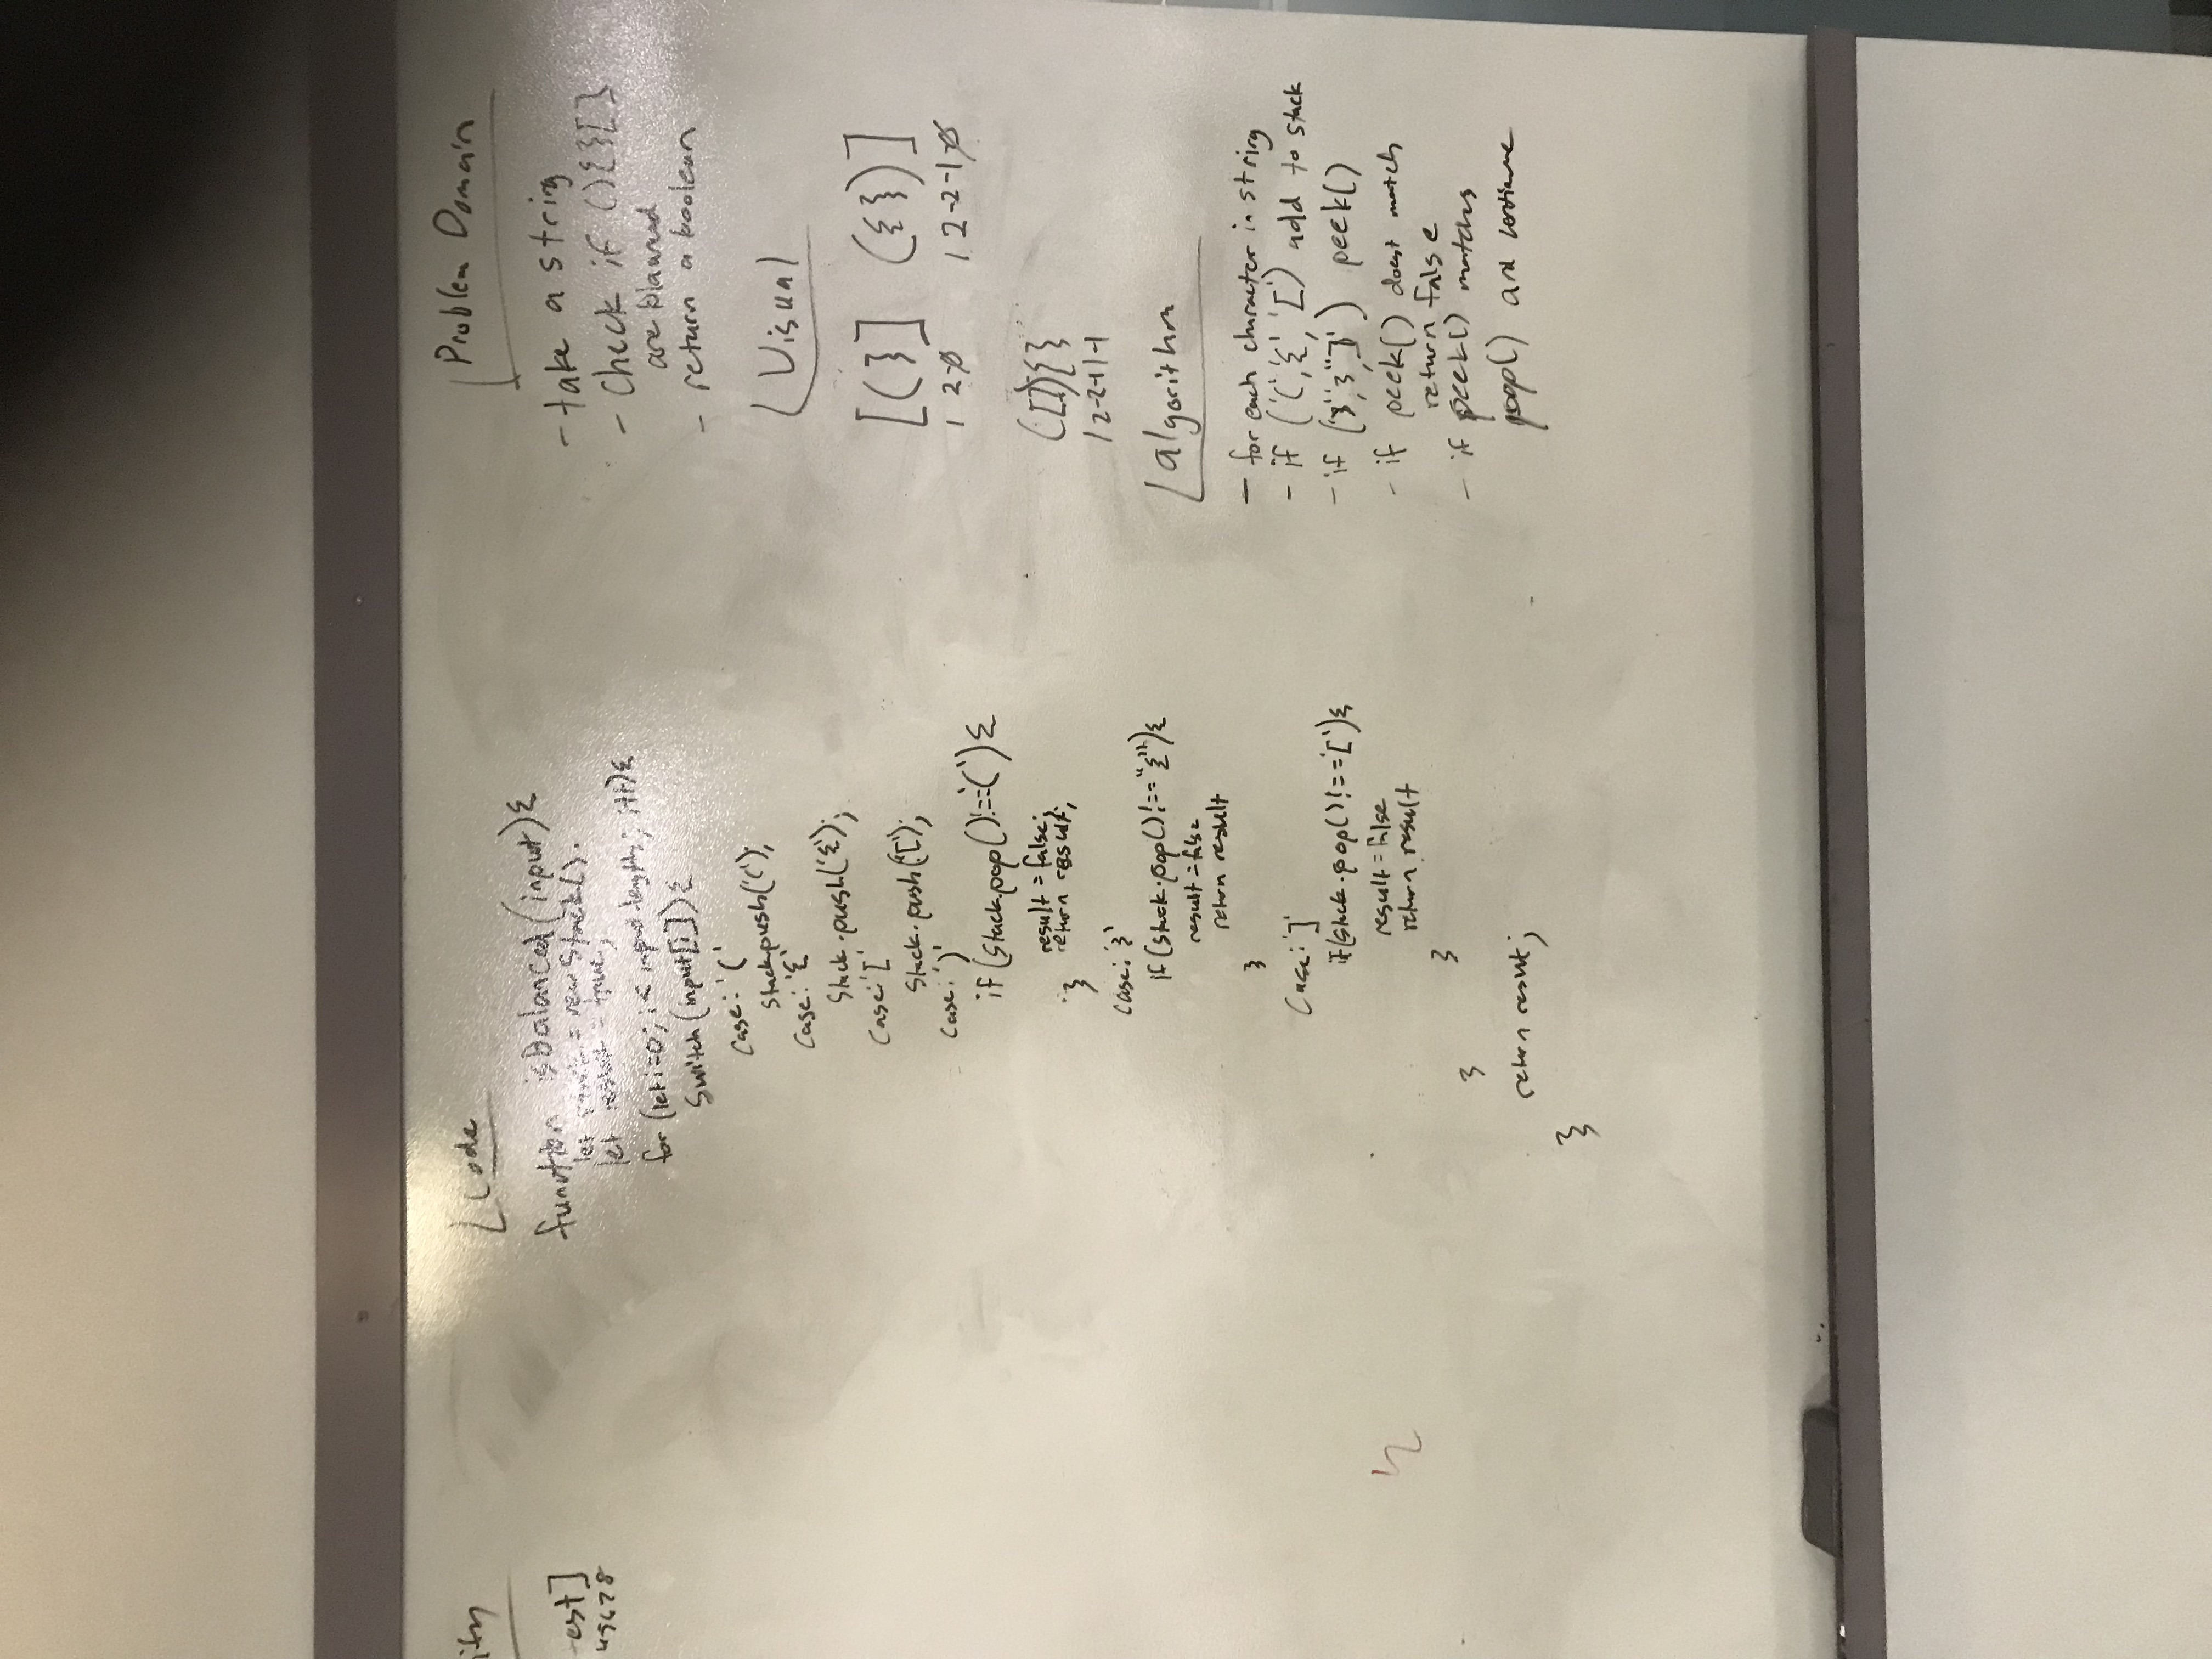 ity
est]
45678
Code
function isBalanced(input){
let stack = new Stack().
let result = true;
for (let i=0; i< input.length; i++){
Switch (input[i]){
Case: '('
Stack.push('(');
Case: '{'
Stack.push('{');
Case: '['
Stack.push('[');
Case: ')'
if (Stack.pop() !== '('){
result = false;
return result;
}
Case: '}'
if (Stack.pop() !== "{"){
result = false
return result
}
Case: ']'
if (Stack.pop() !== '['){
result = false
return result
}
}
return result;
}
Problem Domain
- take a string
- Check if (){}[]
are blanced
- return a boolean
Visual
[(}] ({})]
1 2-0 1 2-2-1-0
([]){}
1 2-2-1 1-1
algorithm
- for each character in string
- if ('(', '{', '[') add to stack
- if ( ) peek()
- if peek() doesnt match
return false
- if peek() matches
pop() and continue